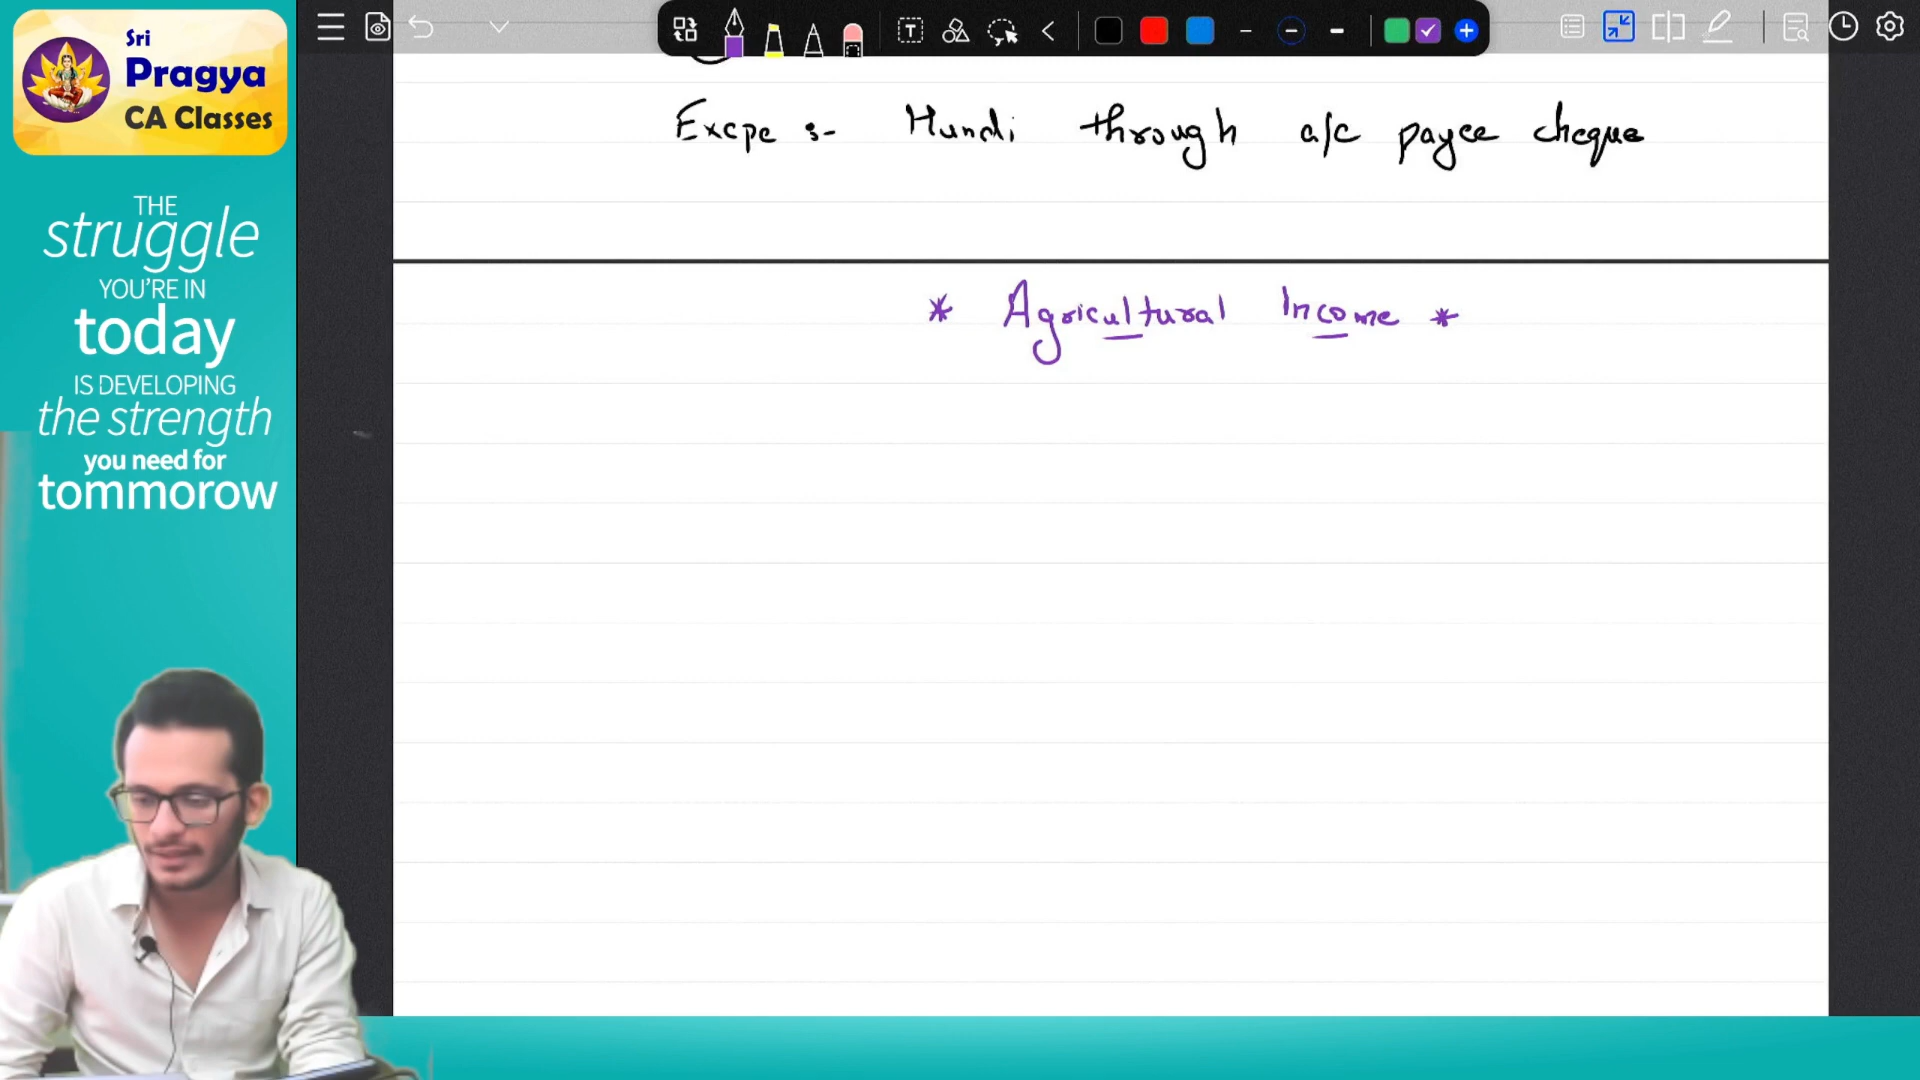 Sri
Pragya
CA Classes
THE
struggle
YOU'RE IN
today
IS DEVELOPING
the strength
you need for
tommorow
Excpe :- Hundi through a/c payee cheque
* Agricultural Income *